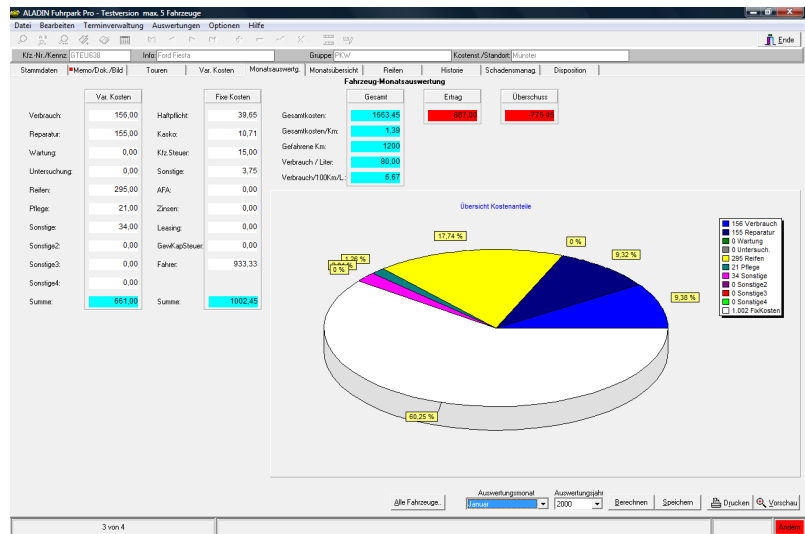 ALADIN Fuhrpark Pro - Testversion max. 5 Fahrzeuge
Datei Bearbeiten Terminverwaltung Auswertungen Optionen Hilfe
Ende
Kfz-Nr./Kennz: GTEU638 Info: Ford Fiesta Gruppe: PKW Kostenst./Standort: Münster
Stammdaten Memo/Dok./Bild Touren Var. Kosten Monatsauswertg. Monatsübersicht Reifen Historie Schadensmanag. Disposition
Fahrzeug-Monatsauswertung
Var. Kosten Fixe Kosten Gesamt Ertrag Überschuss
Verbrauch: 156,00 Haftpflicht: 39,65 Gesamtkosten: 1663,45 887,00 -776,45
Reparatur: 155,00 Kasko: 10,71 Gesamtkosten/Km: 1,39
Wartung: 0,00 Kfz.Steuer: 15,00 Gefahrene Km: 1200
Untersuchung: 0,00 Sonstige: 3,75 Verbrauch / Liter: 80,00
Reifen: 295,00 AFA: 0,00 Verbrauch/100Km/L.: 6,67
Pflege: 21,00 Zinsen: 0,00
Sonstige: 34,00 Leasing: 0,00
Sonstige2: 0,00 GewKapSteuer: 0,00
Sonstige3: 0,00 Fahrer: 933,33
Sonstige4: 0,00
Summe: 661,00 Summe: 1002,45
Übersicht Kostenanteile
17,74 %
0 %
9,32 %
1,26 %
0 %
9,38 %
60,25 %
156 Verbrauch
155 Reparatur
0 Wartung
0 Untersuch.
295 Reifen
21 Pflege
34 Sonstige
0 Sonstige2
0 Sonstige3
0 Sonstige4
1.002 FixKosten
Auswertungsmonat Auswertungsjahr
Alle Fahrzeuge.. Januar 2000 Berechnen Speichern Drucken Vorschau
3 von 4 Ändern